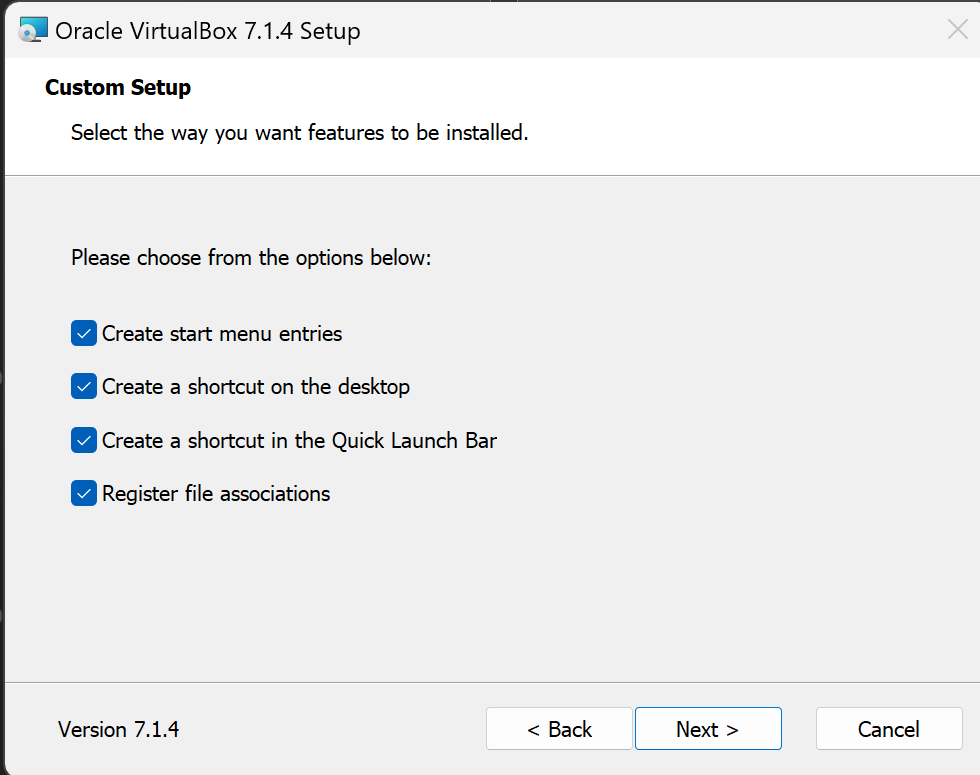 Oracle VirtualBox 7.1.4 Setup
Custom Setup
Select the way you want features to be installed.
Please choose from the options below:
Create start menu entries
Create a shortcut on the desktop
Create a shortcut in the Quick Launch Bar
Register file associations
Version 7.1.4
< Back
Next >
Cancel